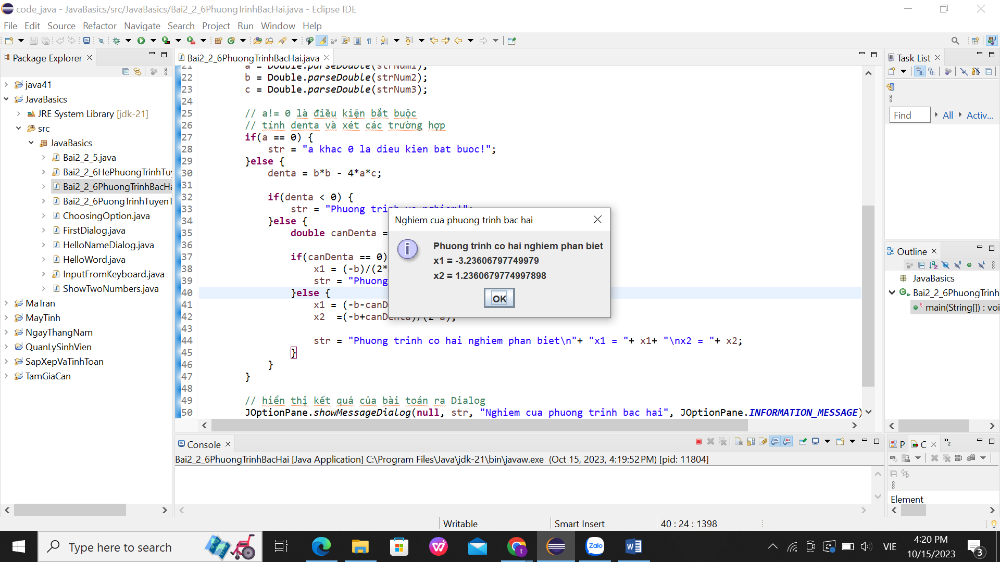 code_java - JavaBasics/src/JavaBasics/Bai2_2_6PhuongTrinhBacHai.java - Eclipse IDE
File Edit Source Refactor Navigate Search Project Run Window Help
Package Explorer
java41
JavaBasics
JRE System Library [jdk-21]
src
JavaBasics
Bai2_2_5.java
Bai2_2_6HePhuongTrinhTuy
Bai2_2_6PhuongTrinhBacHa
Bai2_2_6PuongTrinhTuyenT
ChoosingOption.java
FirstDialog.java
HelloNameDialog.java
HelloWord.java
InputFromKeyboard.java
ShowTwoNumbers.java
MaTran
MayTinh
NgayThangNam
QuanLySinhVien
SapXepVaTinhToan
TamGiaCan
Bai2_2_6PhuongTrinhBacHai.java
21 a = Double.parseDouble(strNum1);
22 b = Double.parseDouble(strNum2);
23 c = Double.parseDouble(strNum3);
24
25 // a!= 0 là điều kiện bắt buộc
26 // tính denta và xét các trường hợp
27 if(a == 0) {
28 str = "a khac 0 la dieu kien bat buoc!";
29 }else {
30 denta = b*b - 4*a*c;
31
32 if(denta < 0) {
33 str = "Phuong trinh vo nghiem!";
34 }else {
35 double canDenta =
36
37 if(canDenta == 0)
38 x1 = (-b)/(2*
39 str = "Phuong
40 }else {
41 x1 = (-b-canD
42 x2 =(-b+canDenta)/(2*a);
43
44 str = "Phuong trinh co hai nghiem phan biet\n"+ "x1 = "+ x1+ "\nx2 = "+ x2;
45 }
46 }
47 }
48
49 // hiển thị kết quả của bài toán ra Dialog
50 JOptionPane.showMessageDialog(null, str, "Nghiem cua phuong trinh bac hai", JOptionPane.INFORMATION_MESSAGE)
Nghiem cua phuong trinh bac hai
Phuong trinh co hai nghiem phan biet
x1 = -3.23606797749979
x2 = 1.2360679774997898
OK
Task List
Find All Activ...
Outline
JavaBasics
Bai2_2_6PhuongTrinh
main(String[]) : voi
Console
Bai2_2_6PhuongTrinhBacHai [Java Application] C:\Program Files\Java\jdk-21\bin\javaw.exe (Oct 15, 2023, 4:19:52 PM) [pid: 11804]
P C 2
Element
Writable Smart Insert 40 : 24 : 1398
Type here to search
Zalo
VIE
4:20 PM
10/15/2023
3